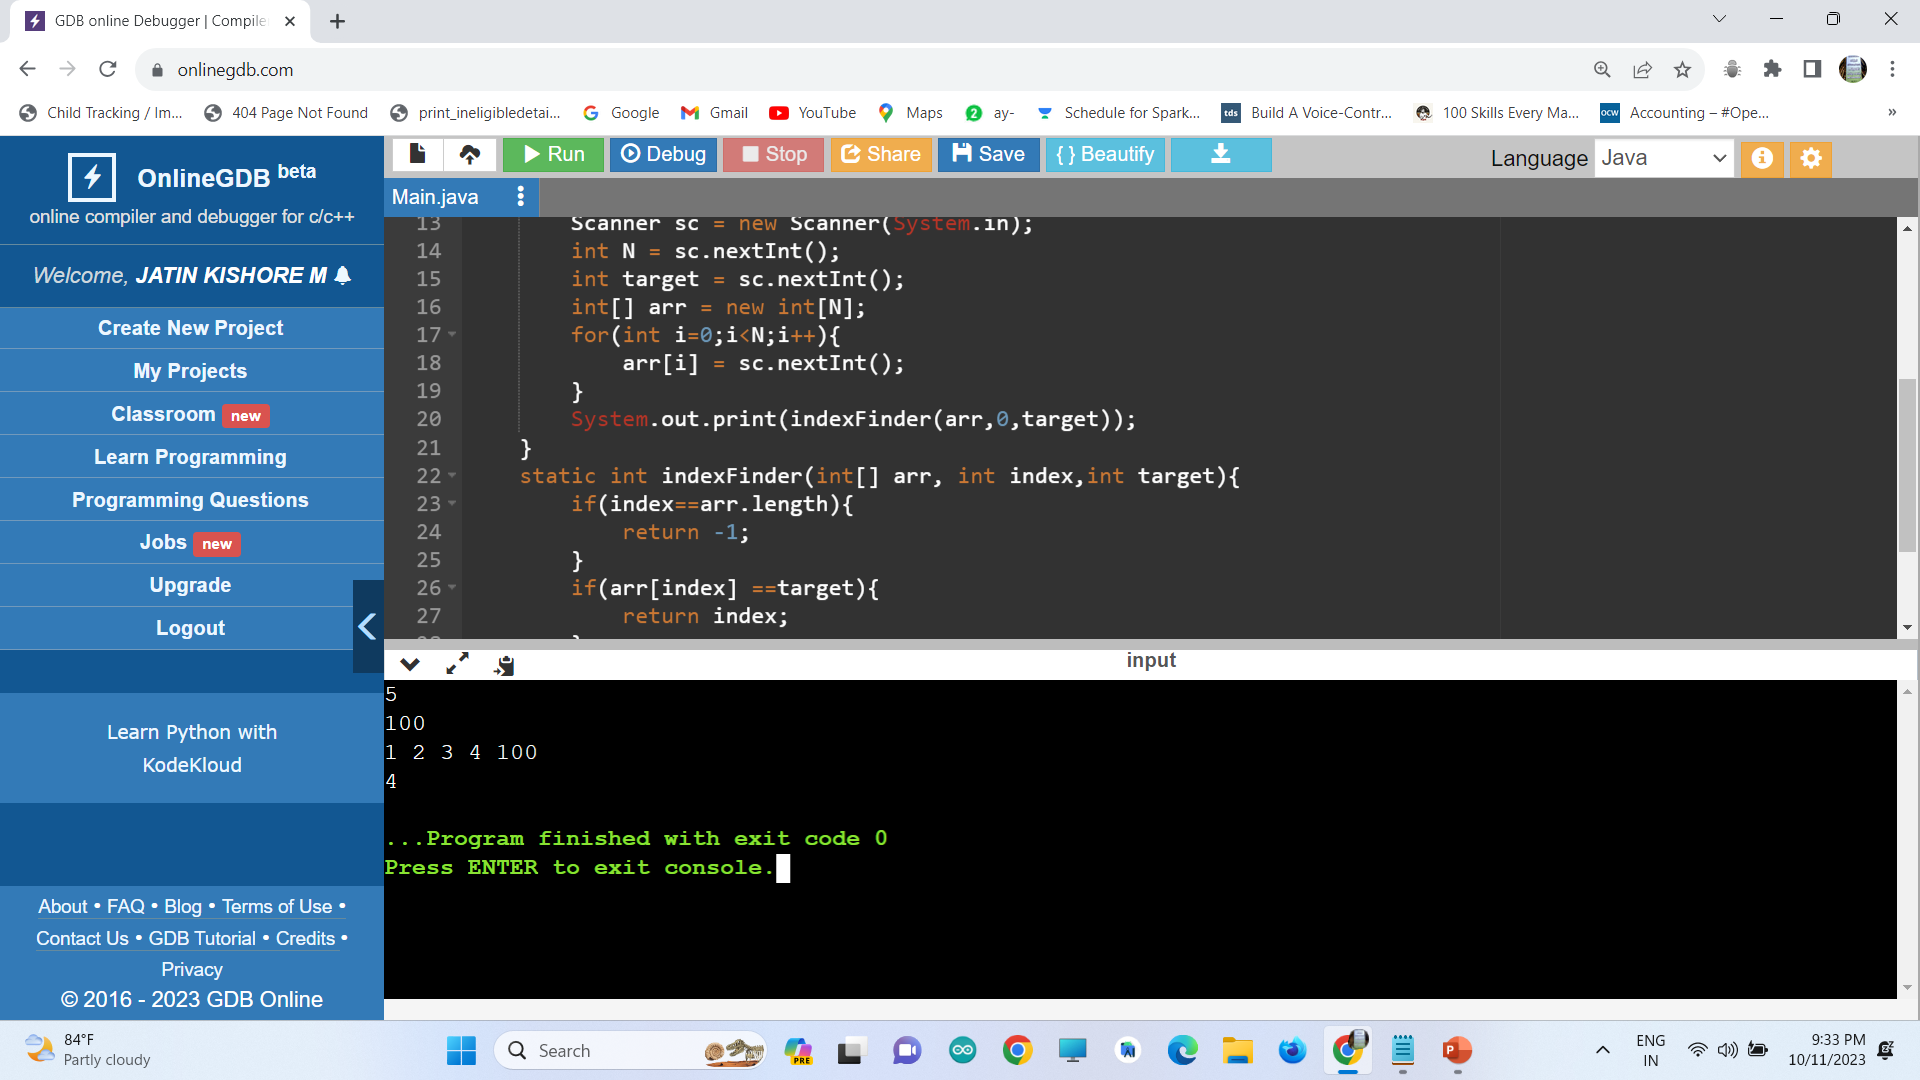 GDB online Debugger | Compile
onlinegdb.com
Child Tracking / Im...
404 Page Not Found
print_ineligibledetai...
Google
Gmail
YouTube
Maps
ay-
Schedule for Spark...
tds
Build A Voice-Contr...
100 Skills Every Ma...
OCW
Accounting – #Ope...
»
OnlineGDB beta
online compiler and debugger for c/c++
Welcome, JATIN KISHORE M
Create New Project
My Projects
Classroom new
Learn Programming
Programming Questions
Jobs new
Upgrade
Logout
Learn Python with
KodeKloud
About • FAQ • Blog • Terms of Use •
Contact Us • GDB Tutorial • Credits •
Privacy
© 2016 - 2023 GDB Online
Run
Debug
Stop
Share
Save
{ } Beautify
Language
Java
Main.java
13 Scanner sc = new Scanner(System.in);
14 int N = sc.nextInt();
15 int target = sc.nextInt();
16 int[] arr = new int[N];
17 for(int i=0;i<N;i++){
18 arr[i] = sc.nextInt();
19 }
20 System.out.print(indexFinder(arr,0,target));
21 }
22 static int indexFinder(int[] arr, int index,int target){
23 if(index==arr.length){
24 return -1;
25 }
26 if(arr[index] ==target){
27 return index;
28 }
input
5
100
1 2 3 4 100
4
...Program finished with exit code 0
Press ENTER to exit console.
84°F
Partly cloudy
Search
PRE
ENG
IN
9:33 PM
10/11/2023